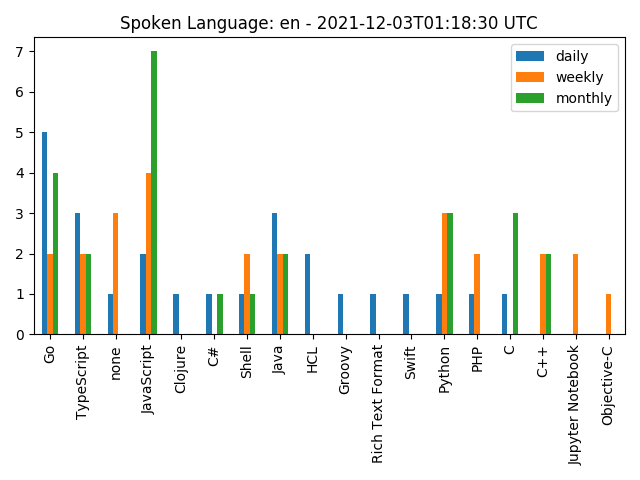 Spoken Language: en - 2021-12-03T01:18:30 UTC
daily
weekly
monthly
7
6
5
4
3
2
1
0
Go
TypeScript
none
JavaScript
Clojure
C#
Shell
Java
HCL
Groovy
Rich Text Format
Swift
Python
PHP
C
C++
Jupyter Notebook
Objective-C